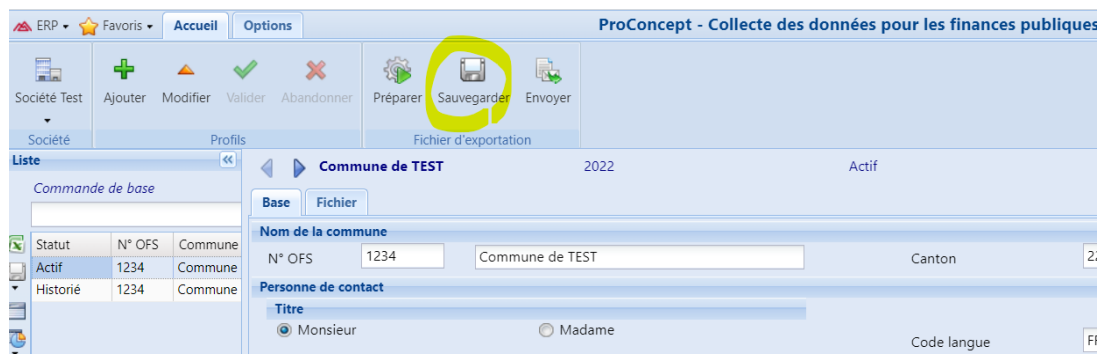 ERP Favoris Accueil Options ProConcept - Collecte des données pour les finances publiques
Société Test Ajouter Modifier Valider Abandonner Préparer Sauvegarder Envoyer
Société Profils Fichier d'exportation
Liste
Commune de TEST 2022 Actif
Commande de base
Base Fichier
Nom de la commune
Statut N° OFS Commune
N° OFS 1234 Commune de TEST Canton
Actif 1234 Commune
Historié 1234 Commune
Personne de contact
Titre
Monsieur Madame
Code langue